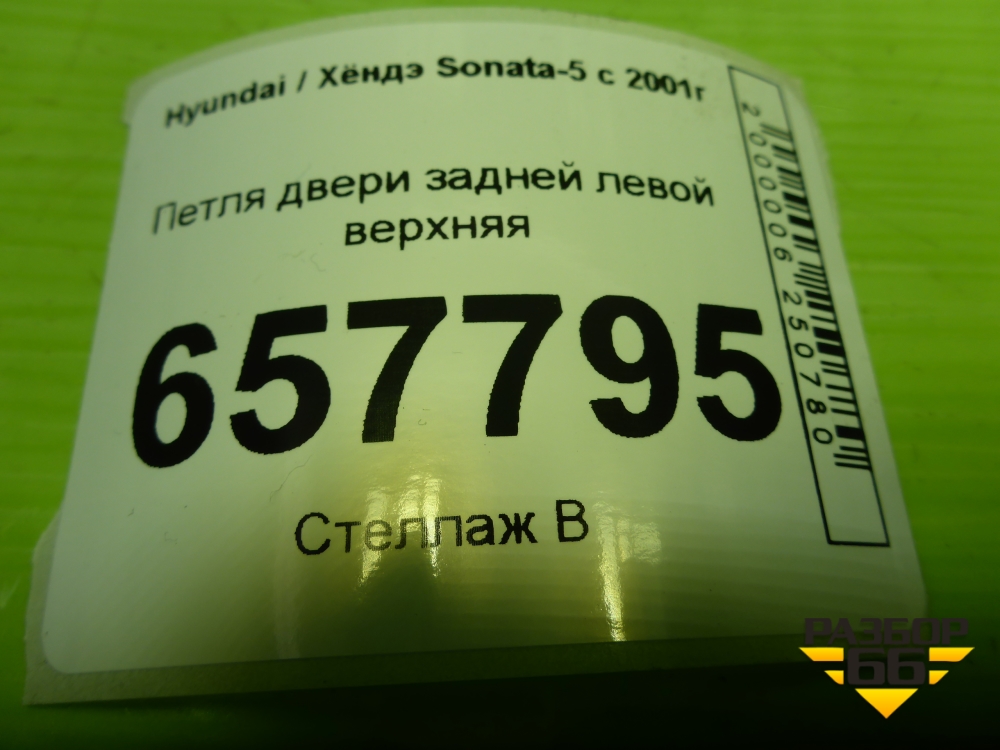 Hyundai / Хёндэ Sonata-5 с 2001г
Петля двери задней левой
верхняя
657795
Стеллаж В
2000006250780
РАЗБОР
66